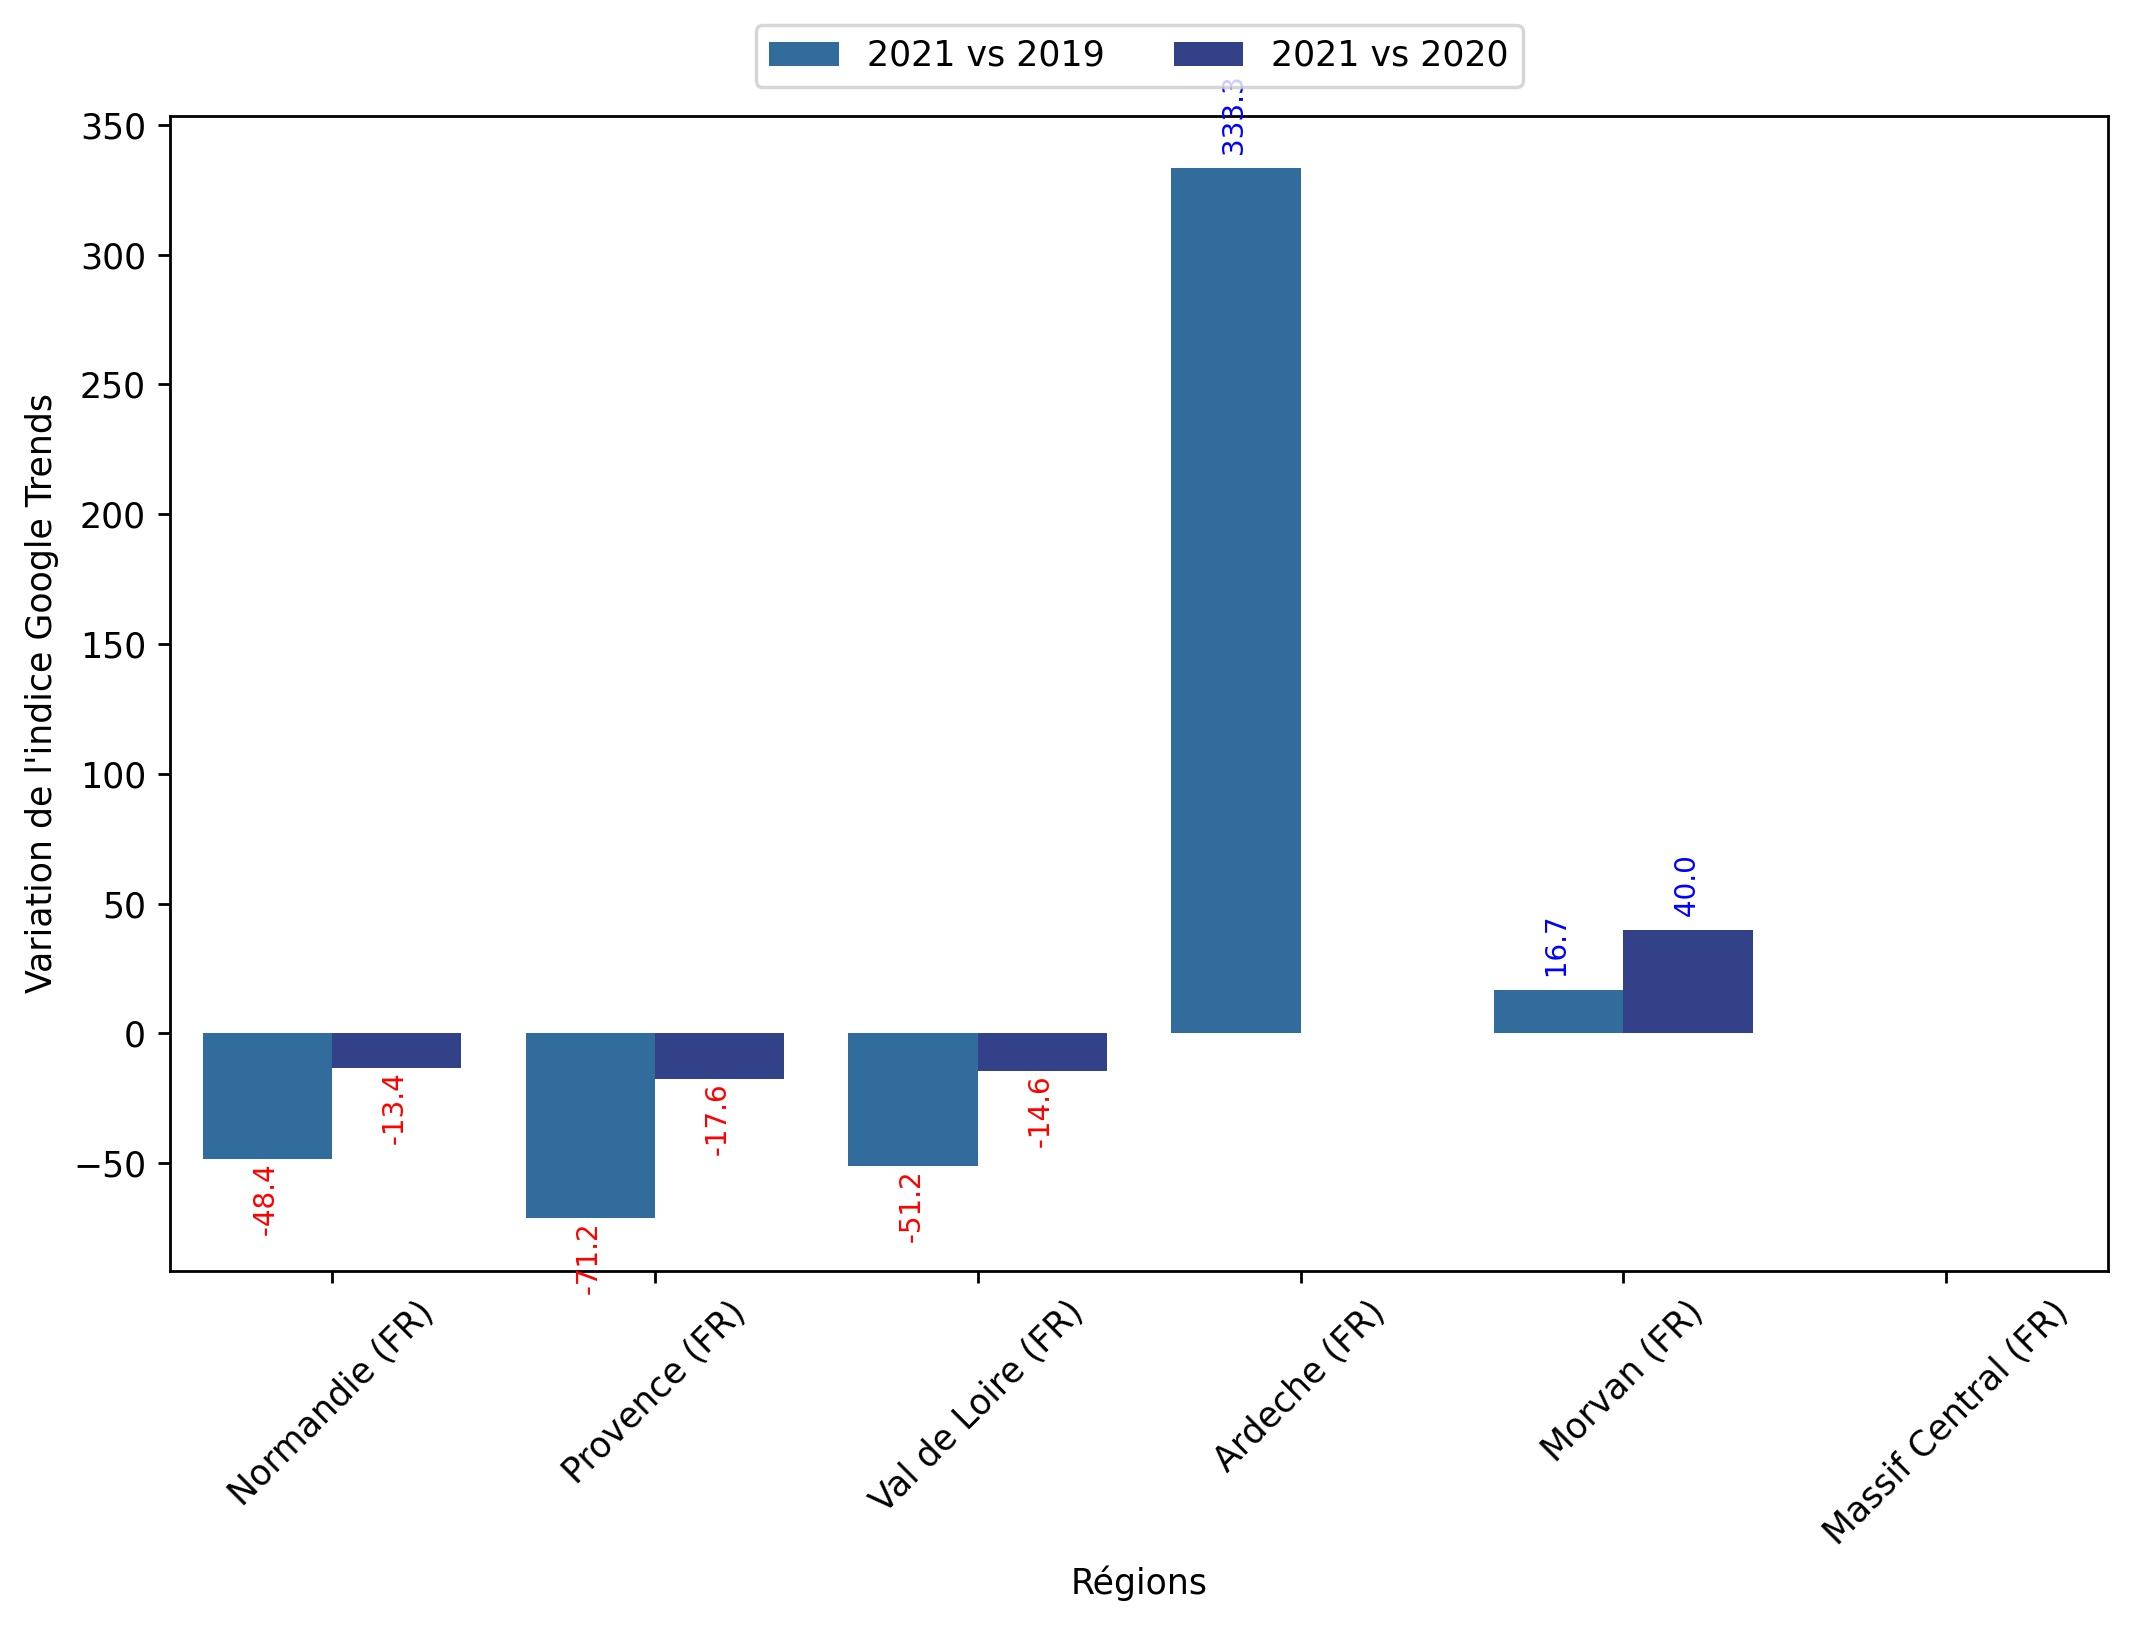 2021 vs 2019
2021 vs 2020
Variation de l'indice Google Trends
350
300
250
200
150
100
50
0
−50
-48.4
-13.4
-71.2
-17.6
-51.2
-14.6
333.3
16.7
40.0
Normandie (FR)
Provence (FR)
Val de Loire (FR)
Ardeche (FR)
Morvan (FR)
Massif Central (FR)
Régions